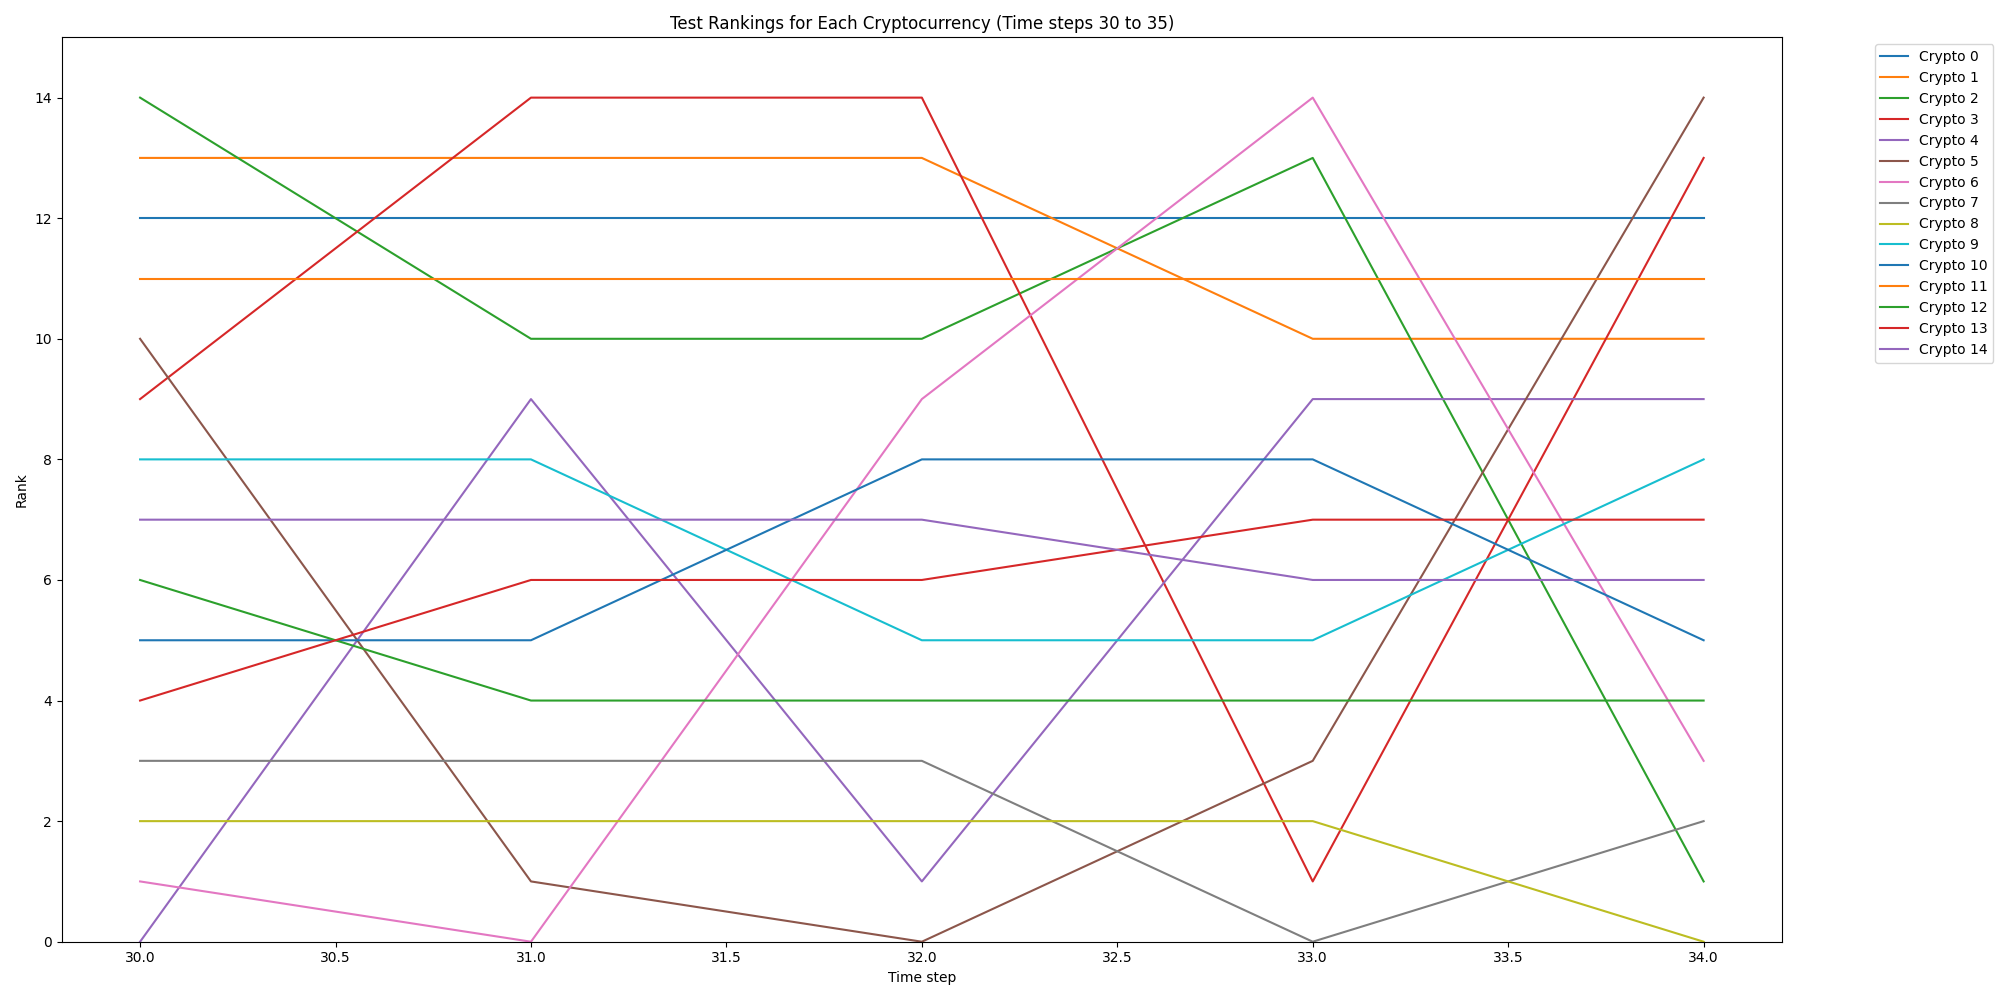 Test Rankings for Each Cryptocurrency (Time steps 30 to 35)
14
12
10
8
6
4
2
0
Rank
30.0 30.5 31.0 31.5 32.0 32.5 33.0 33.5 34.0
Time step
Crypto 0
Crypto 1
Crypto 2
Crypto 3
Crypto 4
Crypto 5
Crypto 6
Crypto 7
Crypto 8
Crypto 9
Crypto 10
Crypto 11
Crypto 12
Crypto 13
Crypto 14